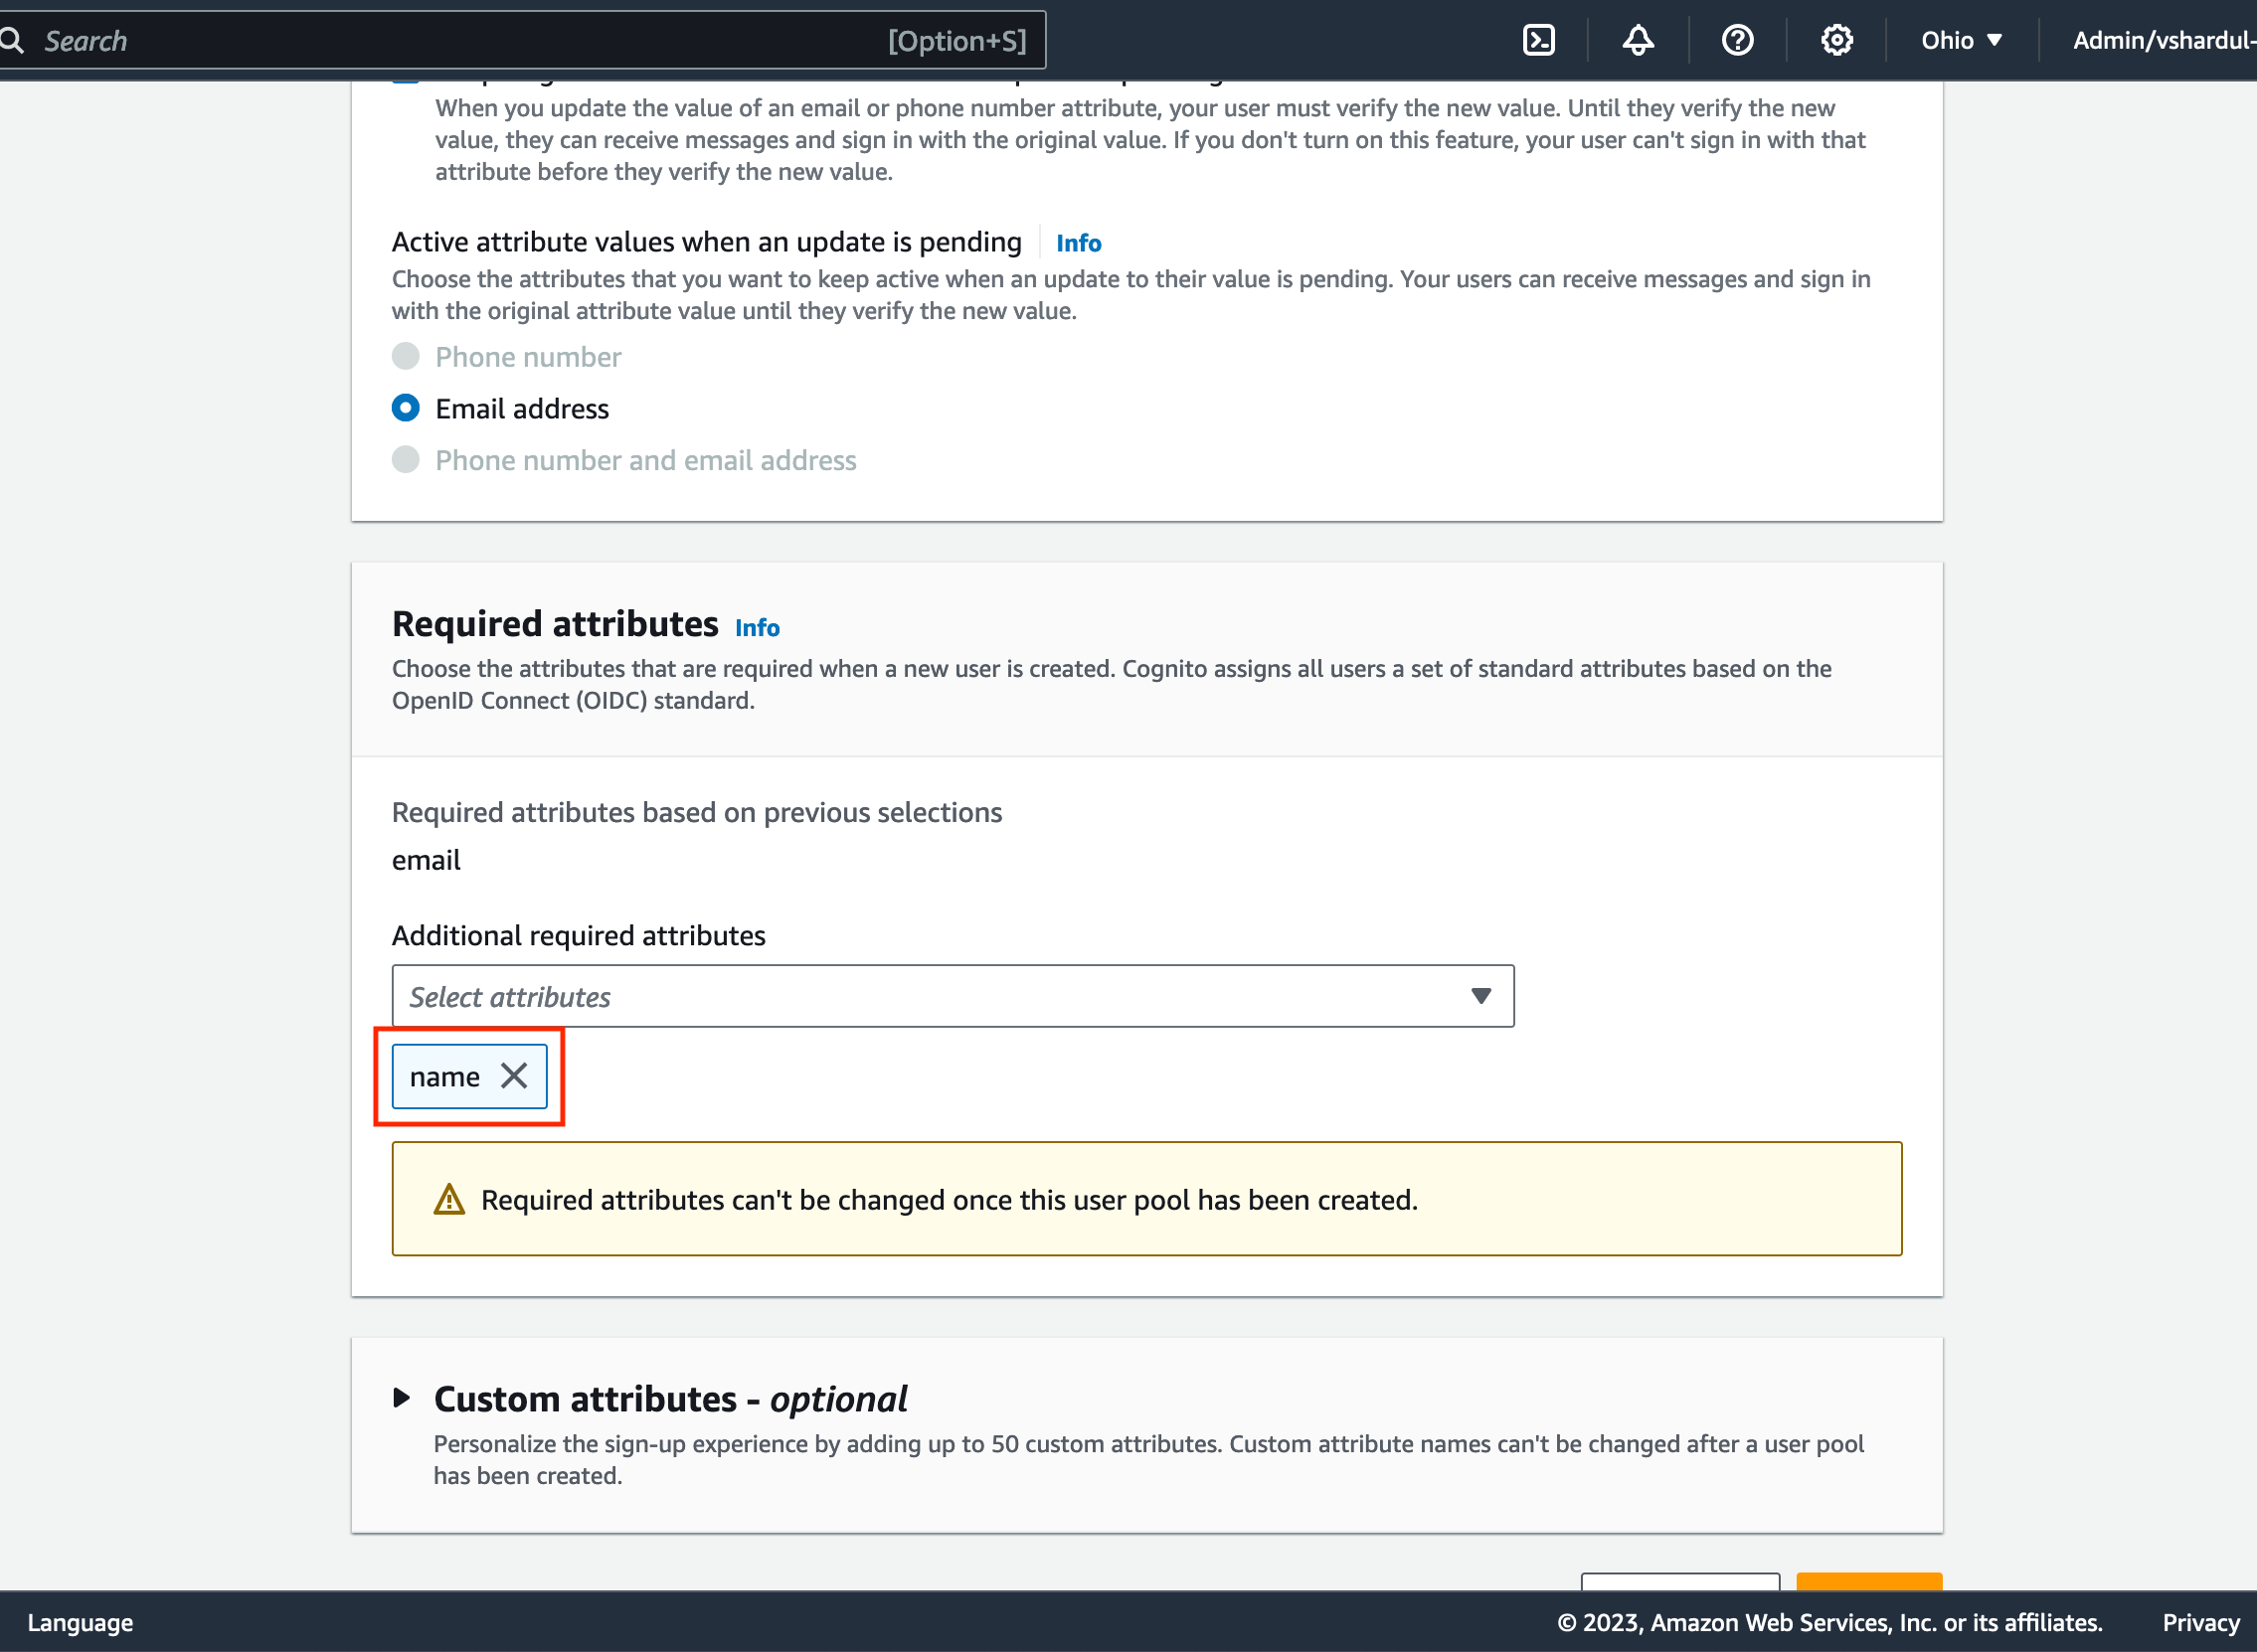 Search
[Option+S]
Ohio
Admin/vshardul-
When you update the value of an email or phone number attribute, your user must verify the new value. Until they verify the new
value, they can receive messages and sign in with the original value. If you don't turn on this feature, your user can't sign in with that
attribute before they verify the new value.
Active attribute values when an update is pending
Info
Choose the attributes that you want to keep active when an update to their value is pending. Your users can receive messages and sign in
with the original attribute value until they verify the new value.
Phone number
Email address
Phone number and email address
Required attributes Info
Choose the attributes that are required when a new user is created. Cognito assigns all users a set of standard attributes based on the
OpenID Connect (OIDC) standard.
Required attributes based on previous selections
email
Additional required attributes
Select attributes
name
Required attributes can't be changed once this user pool has been created.
Custom attributes - optional
Personalize the sign-up experience by adding up to 50 custom attributes. Custom attribute names can't be changed after a user pool
has been created.
Language
© 2023, Amazon Web Services, Inc. or its affiliates.
Privacy